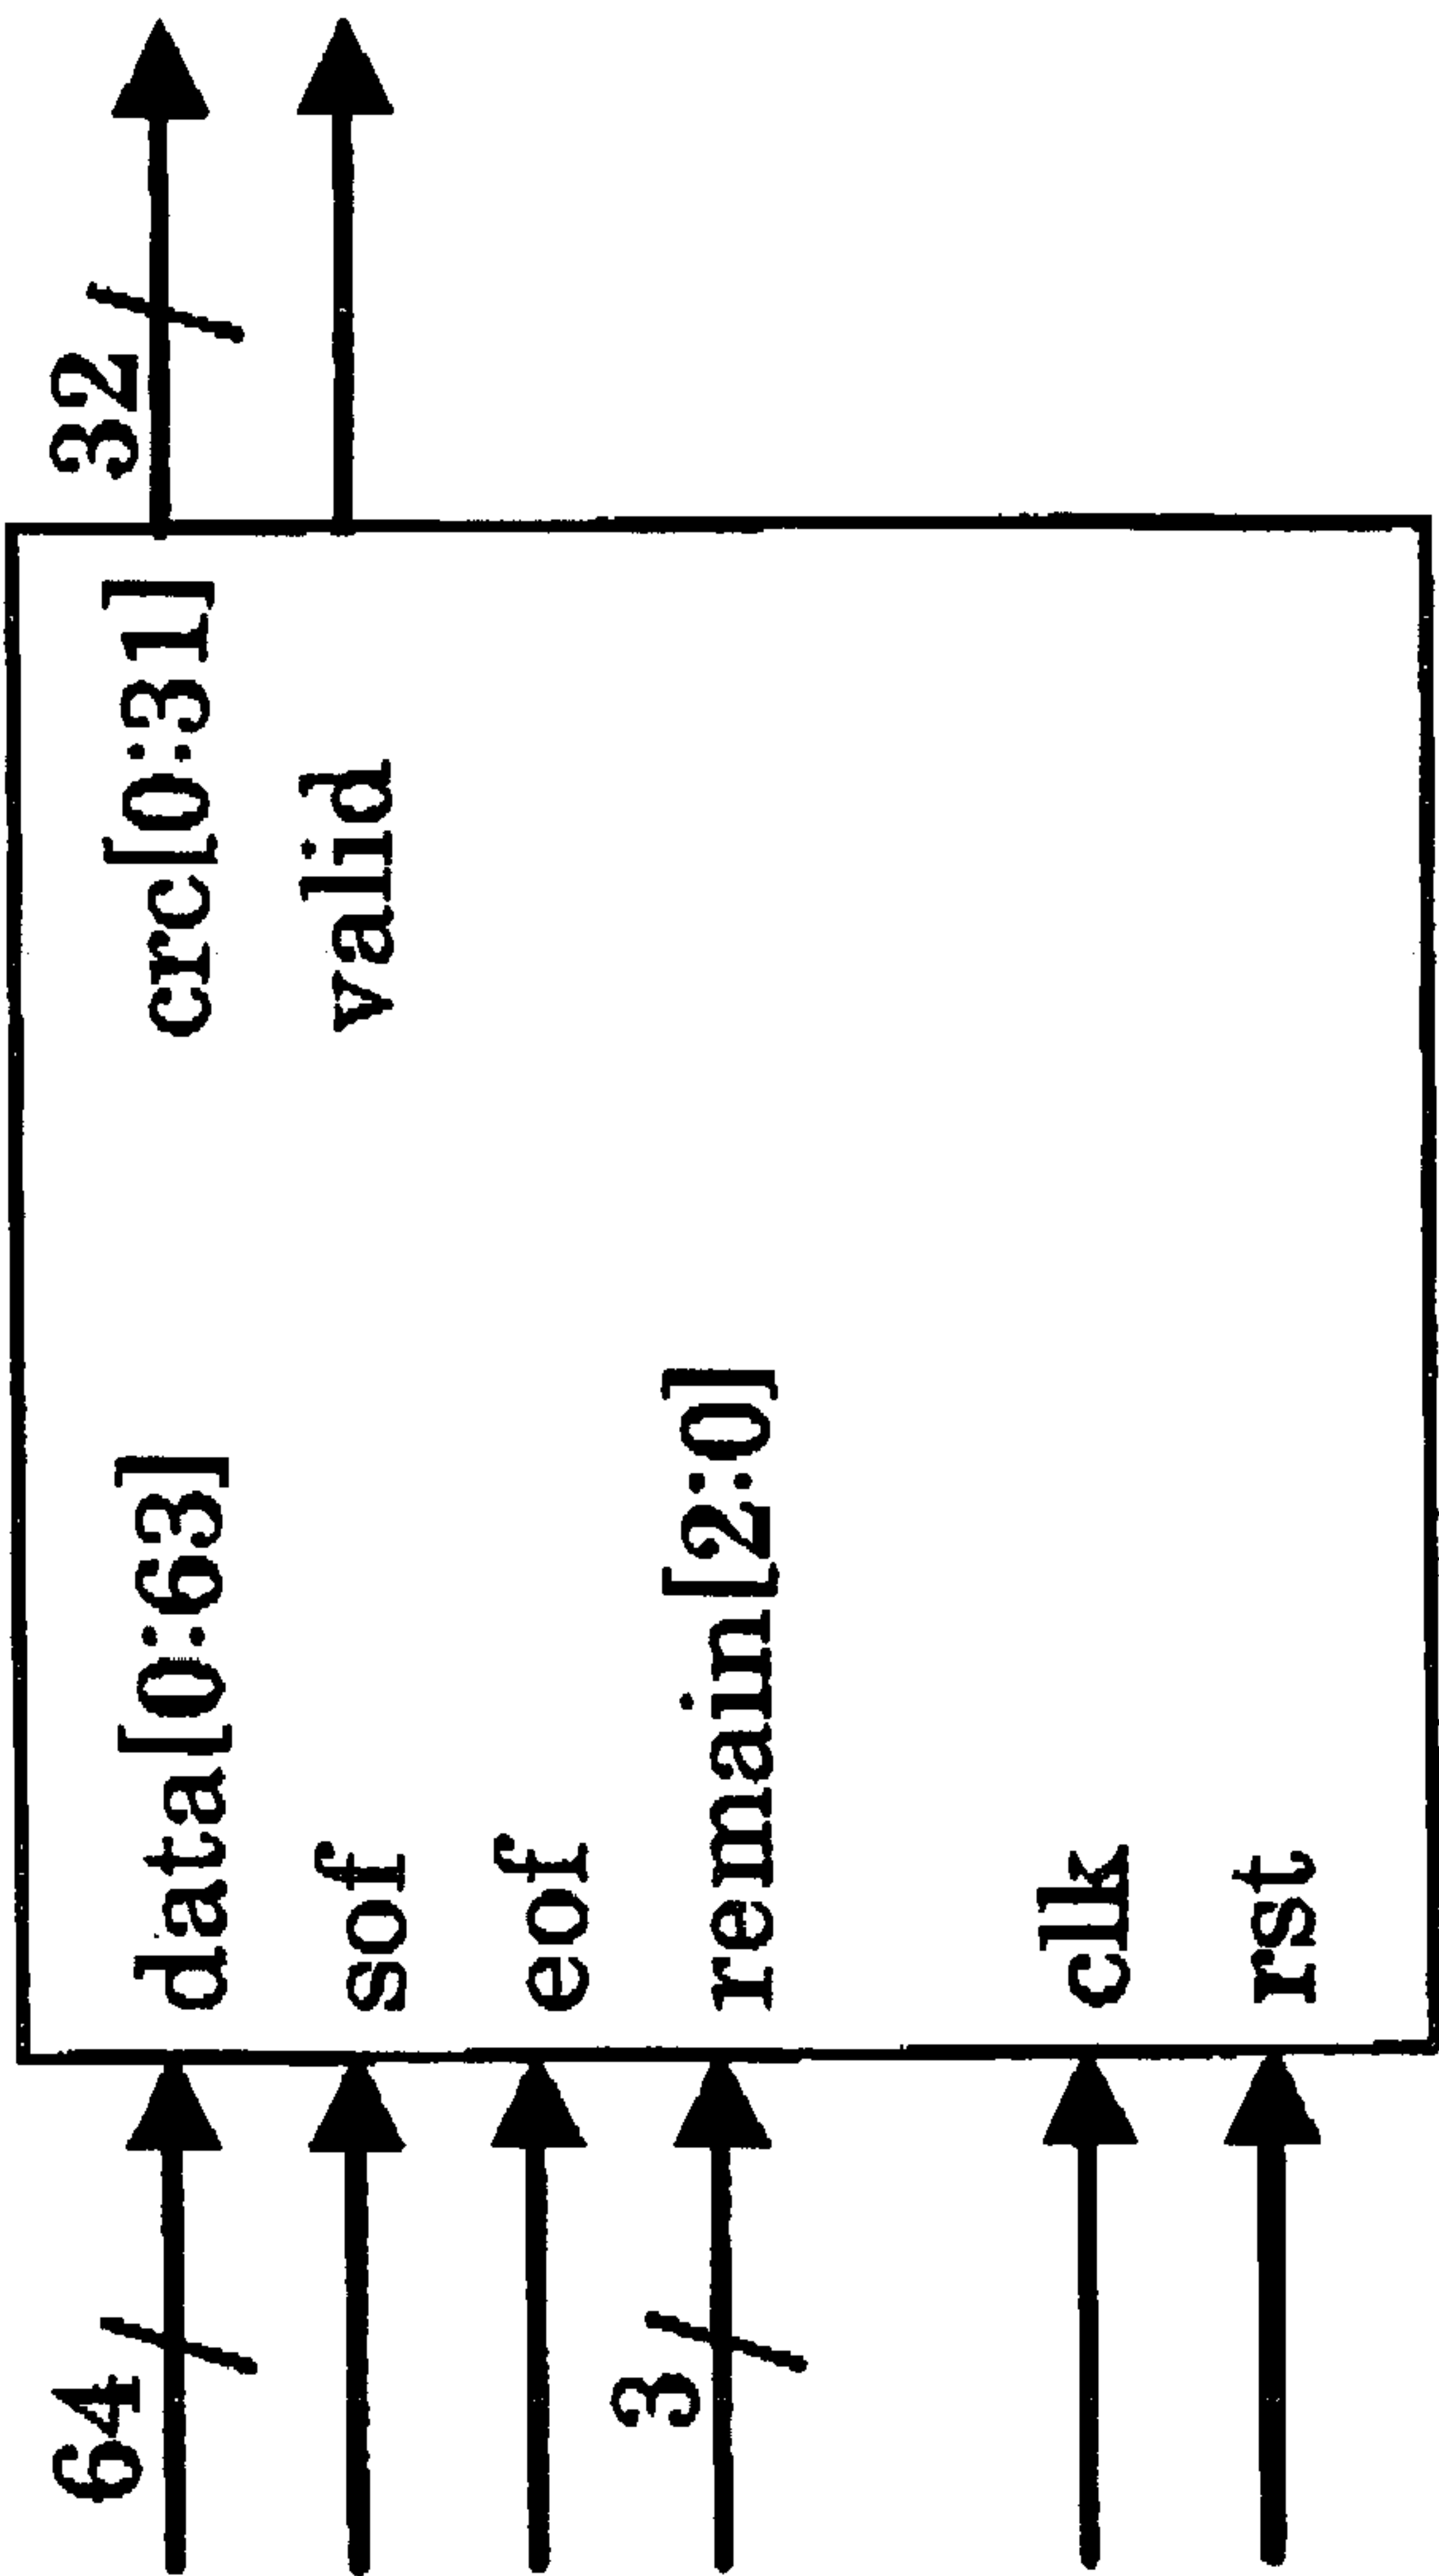 64
data[0:63]
sof
eof
3
remain[2:0]
clk
rst
crc[0:31]
32
valid